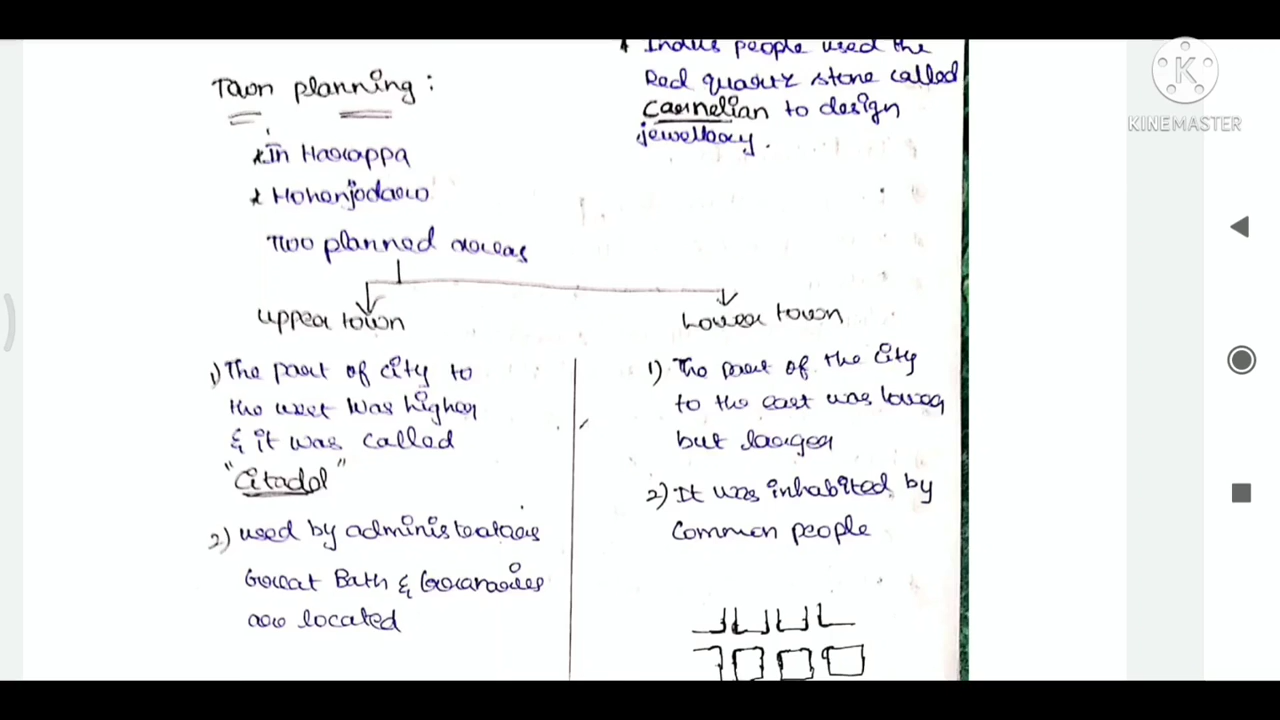 * Indus people used the
Red quartz stone called
Carnelian to design
jewellery.
KINEMASTER
Town planning :
* In Harappa
* Mohenjodaro
Two planned areas
upper town
1) The part of city to
the west was higher
& it was called
"Citadel"
2) used by administrators
Great Bath & Granaries
are located
Lower town
1) The part of the city
to the east was lower
but larger
2) It was inhabited by
Common people